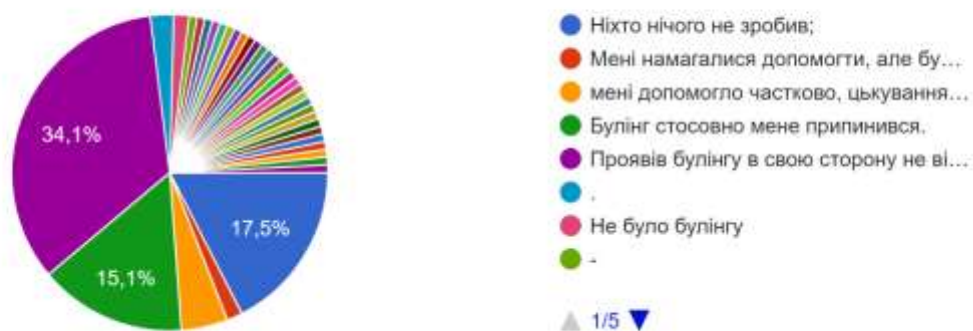 34,1%
17,5%
15,1%
Ніхто нічого не зробив;
Мені намагалися допомогти, але бу…
мені допомогло частково, цькування…
Булінг стосовно мене припинився.
Проявів булінгу в свою сторону не ві…
.
Не було булінгу
-
1/5